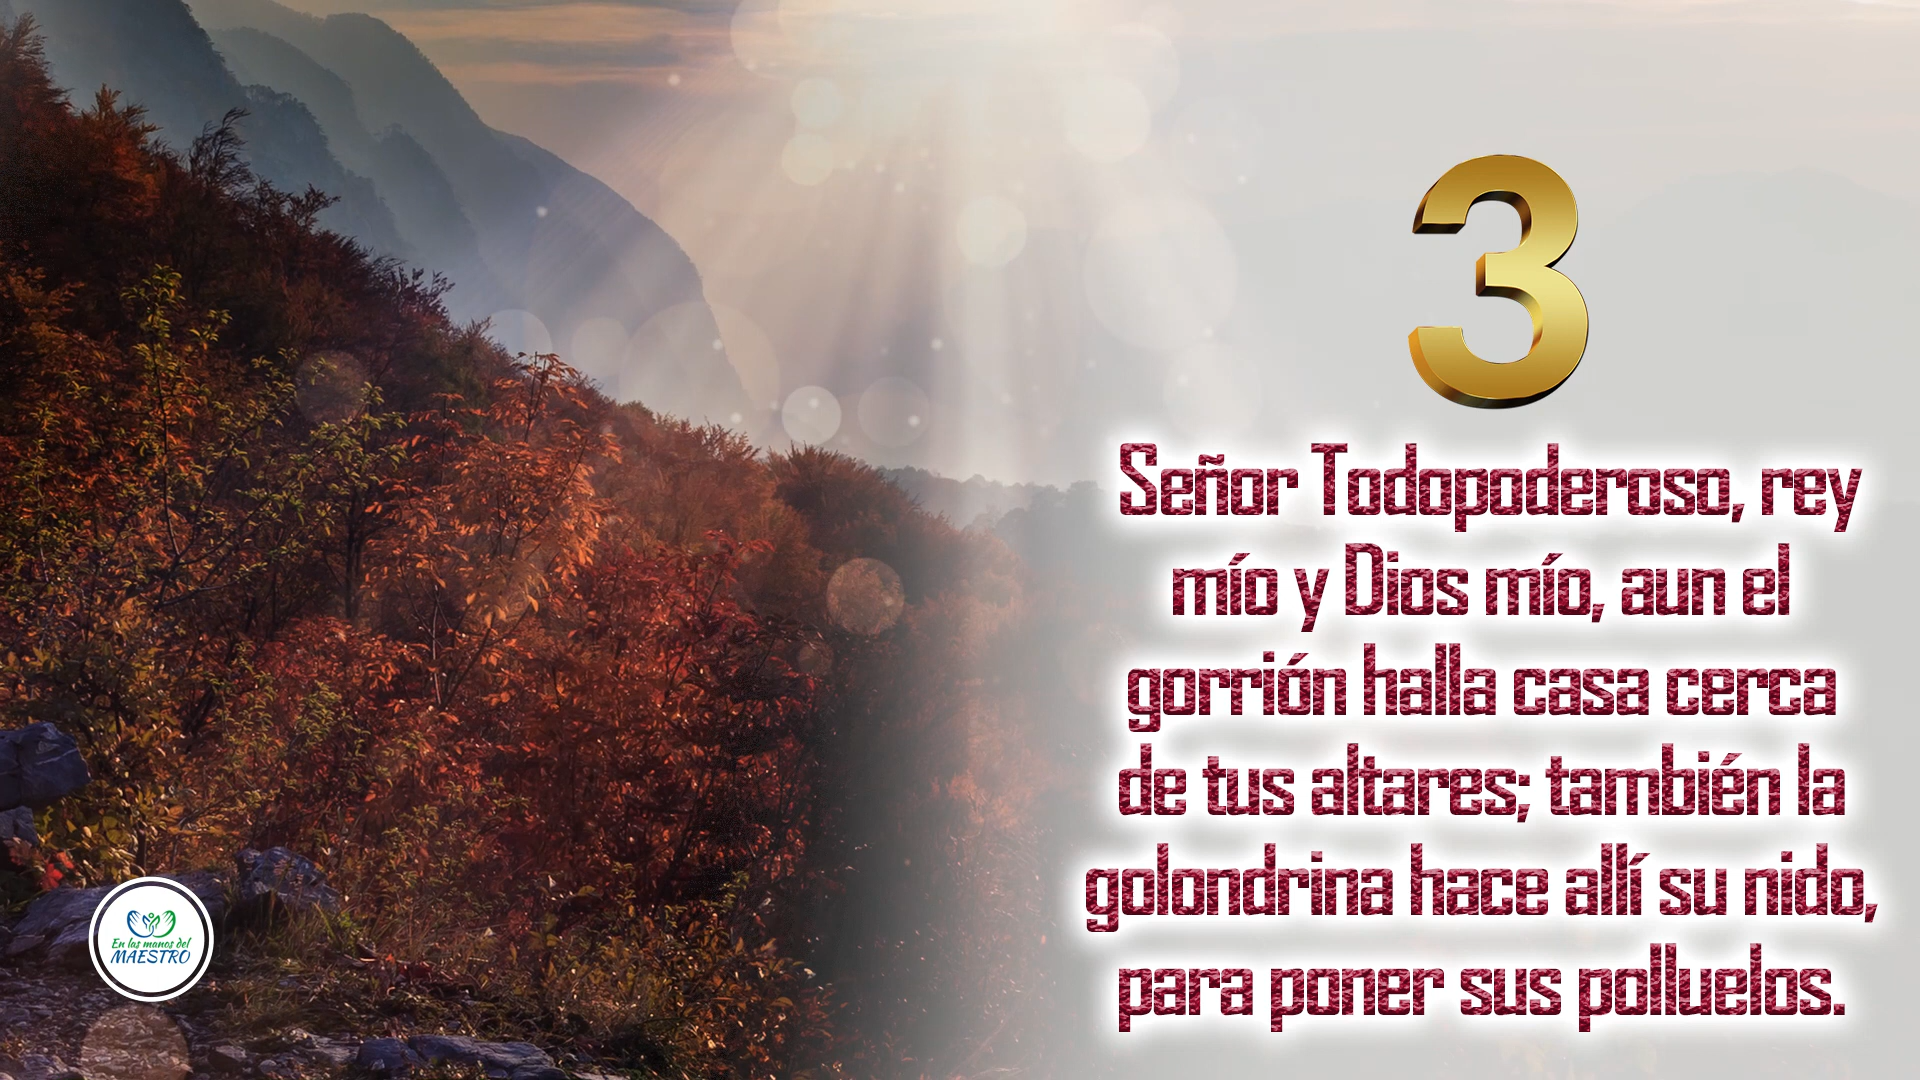 3
Señor Todopoderoso, rey
mío y Dios mío, aun el
gorrión halla casa cerca
de tus altares; también la
golondrina hace allí su nido,
para poner sus polluelos.
En las manos del
MAESTRO